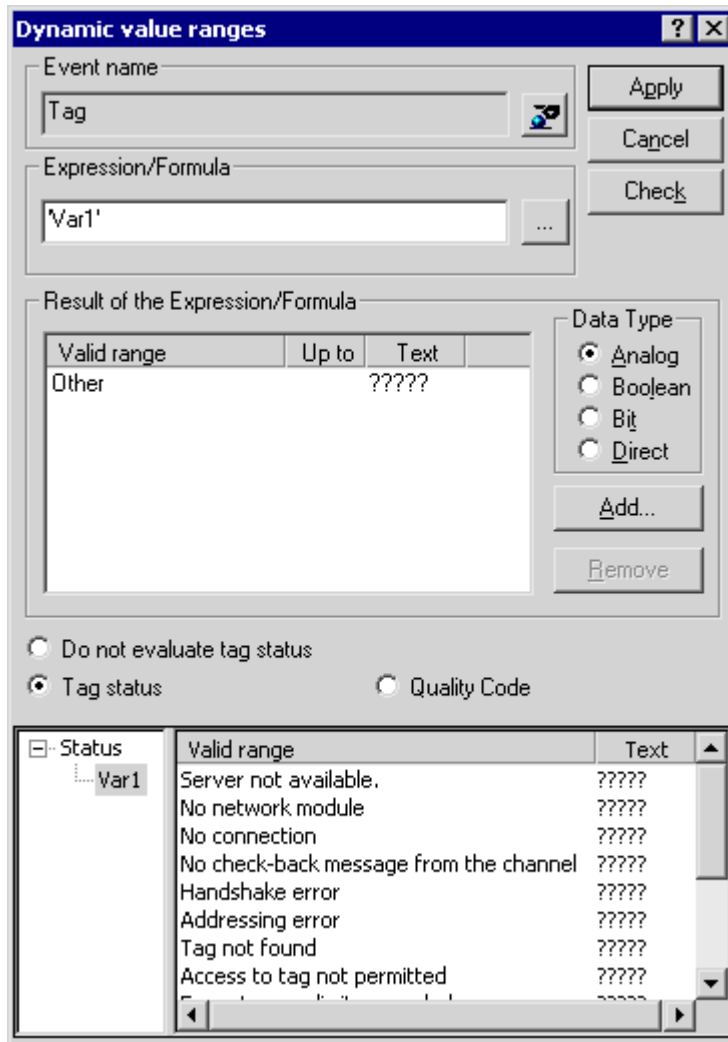 Dynamic value ranges
Event name
Tag
Apply
Cancel
Check
Expression/Formula
'Var1'
...
Result of the Expression/Formula
Valid range Up to Text
Other ?????
Data Type
Analog
Boolean
Bit
Direct
Add...
Remove
Do not evaluate tag status
Tag status Quality Code
Status
Var1
Valid range Text
Server not available. ?????
No network module ?????
No connection ?????
No check-back message from the channel ?????
Handshake error ?????
Addressing error ?????
Tag not found ?????
Access to tag not permitted ?????